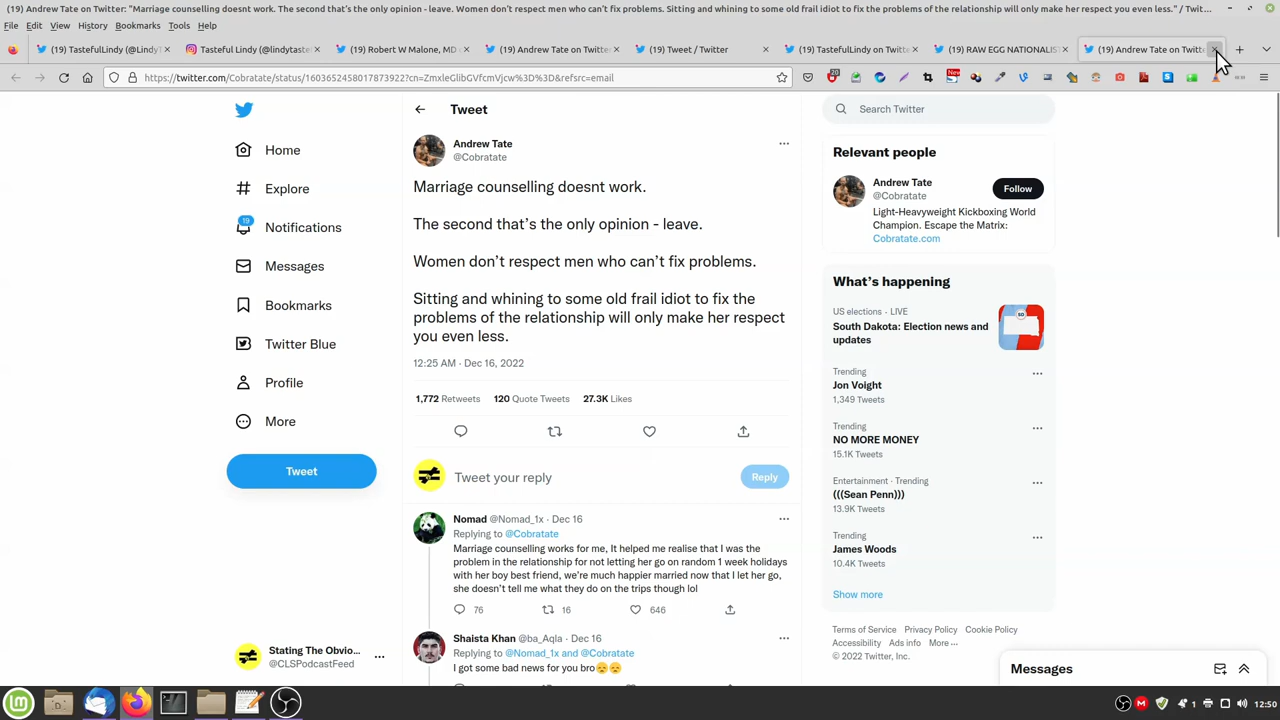 (19) Andrew Tate on Twitter: "Marriage counselling doesnt work. The second that's the only opinion - leave. Women don't respect men who can't fix problems. Sitting and whining to some old frail idiot to fix the problems of the relationship will only make her respect you even less." / Twit...
File Edit View History Bookmarks Tools Help
(19) TastefulLindy (@LindyT
Tasteful Lindy (@lindytaste
(19) Robert W Malone, MD
(19) Andrew Tate on Twitte
(19) Tweet / Twitter
(19) TastefulLindy on Twitte
(19) RAW EGG NATIONALIS
(19) Andrew Tate on Twitte
https://twitter.com/Cobratate/status/1603652458017873922?cn=ZmxleGlibGVfcmVjcw%3D%3D&refsrc=email
20
New
Home
Explore
19
Notifications
Messages
Bookmarks
Twitter Blue
Profile
More
Tweet
Stating The Obvio...
@CLSPodcastFeed
Tweet
Andrew Tate
@Cobratate
Marriage counselling doesnt work.
The second that's the only opinion - leave.
Women don't respect men who can't fix problems.
Sitting and whining to some old frail idiot to fix the
problems of the relationship will only make her respect
you even less.
12:25 AM · Dec 16, 2022
1,772 Retweets 120 Quote Tweets 27.3K Likes
Tweet your reply
Reply
Nomad @Nomad_1x · Dec 16
Replying to @Cobratate
Marriage counselling works for me, It helped me realise that I was the
problem in the relationship for not letting her go on random 1 week holidays
with her boy best friend, we're much happier married now that I let her go,
she doesn't tell me what they do on the trips though lol
76 16 646
Shaista Khan @ba_Aqla · Dec 16
Replying to @Nomad_1x and @Cobratate
I got some bad news for you bro😔😔
Search Twitter
Relevant people
Andrew Tate
@Cobratate
Follow
Light-Heavyweight Kickboxing World
Champion. Escape the Matrix:
Cobratate.com
What's happening
US elections · LIVE
South Dakota: Election news and
updates
Trending
Jon Voight
1,349 Tweets
Trending
NO MORE MONEY
15.1K Tweets
Entertainment · Trending
(((Sean Penn)))
13.9K Tweets
Trending
James Woods
10.4K Tweets
Show more
Terms of Service Privacy Policy Cookie Policy
Accessibility Ads info More ...
© 2022 Twitter, Inc.
Messages
1
12:50